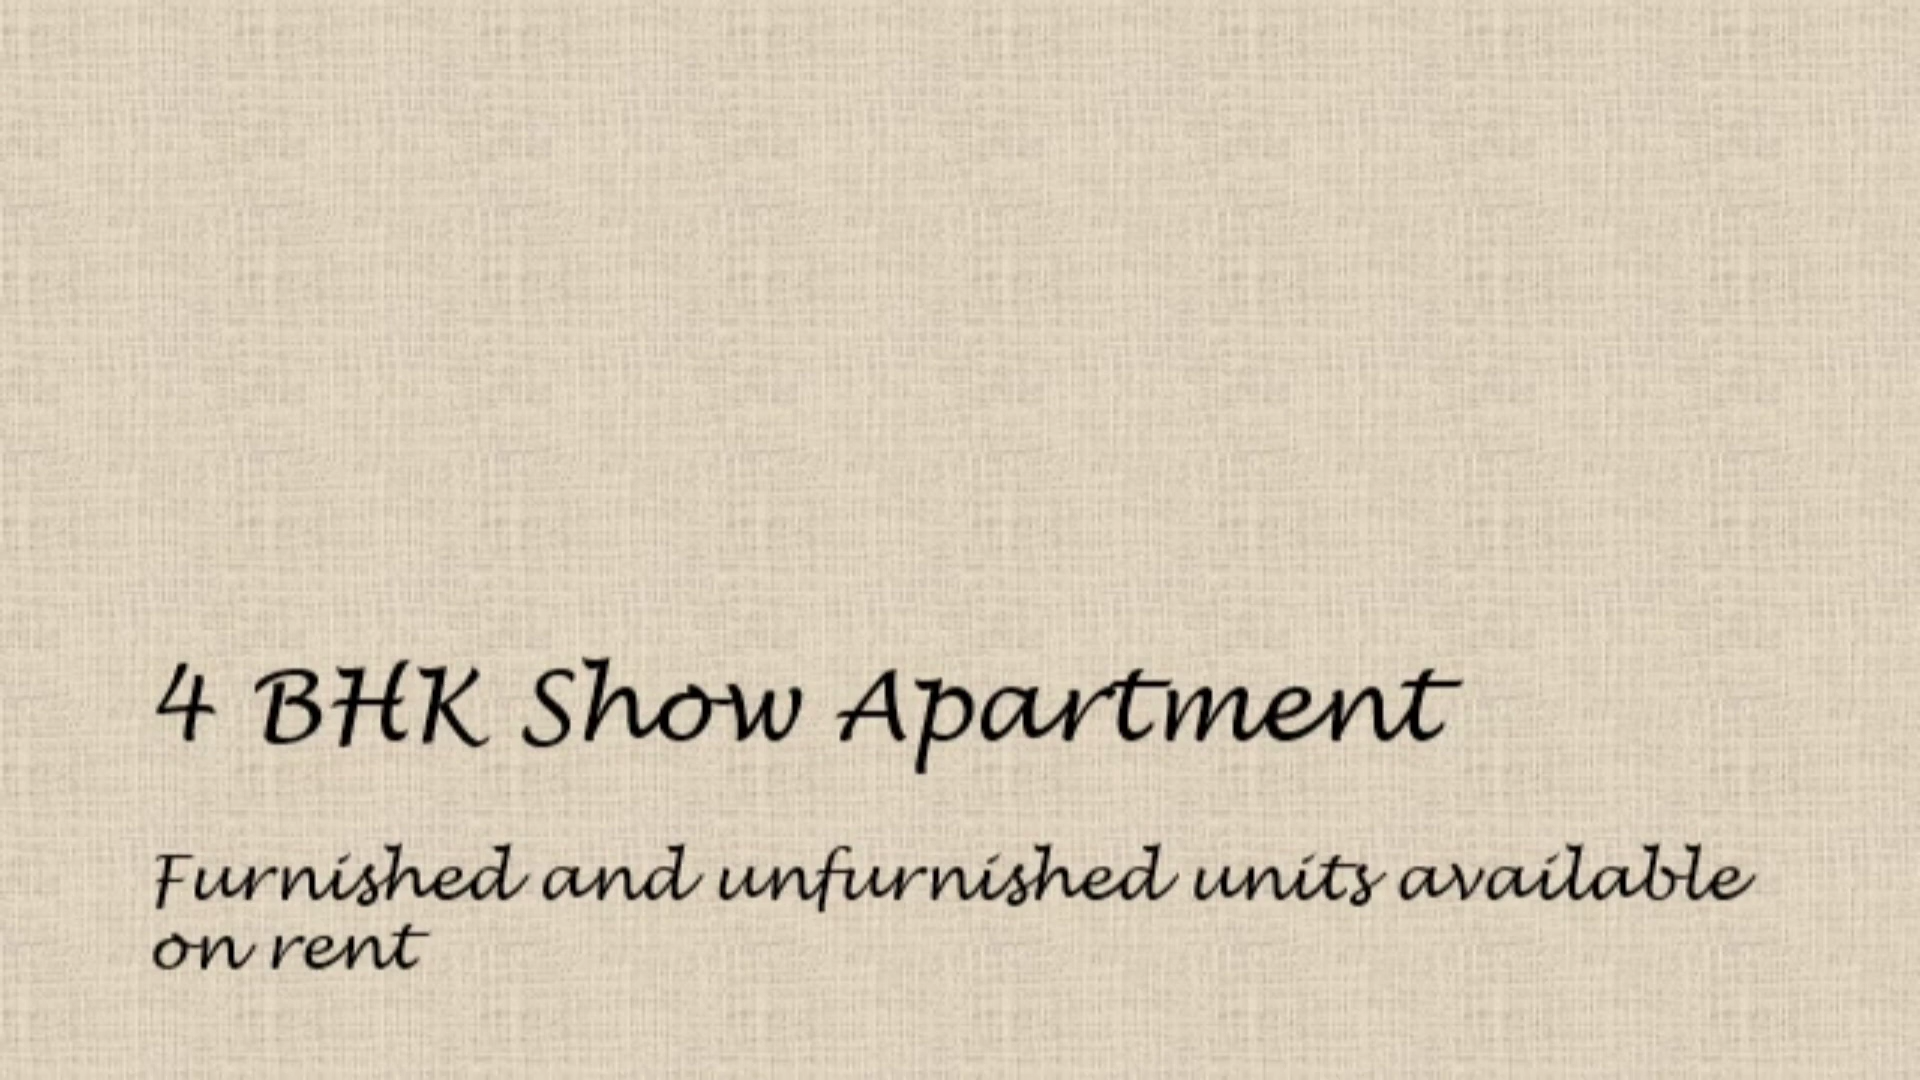 4 BHK Show Apartment
Furnished and unfurnished units available
on rent